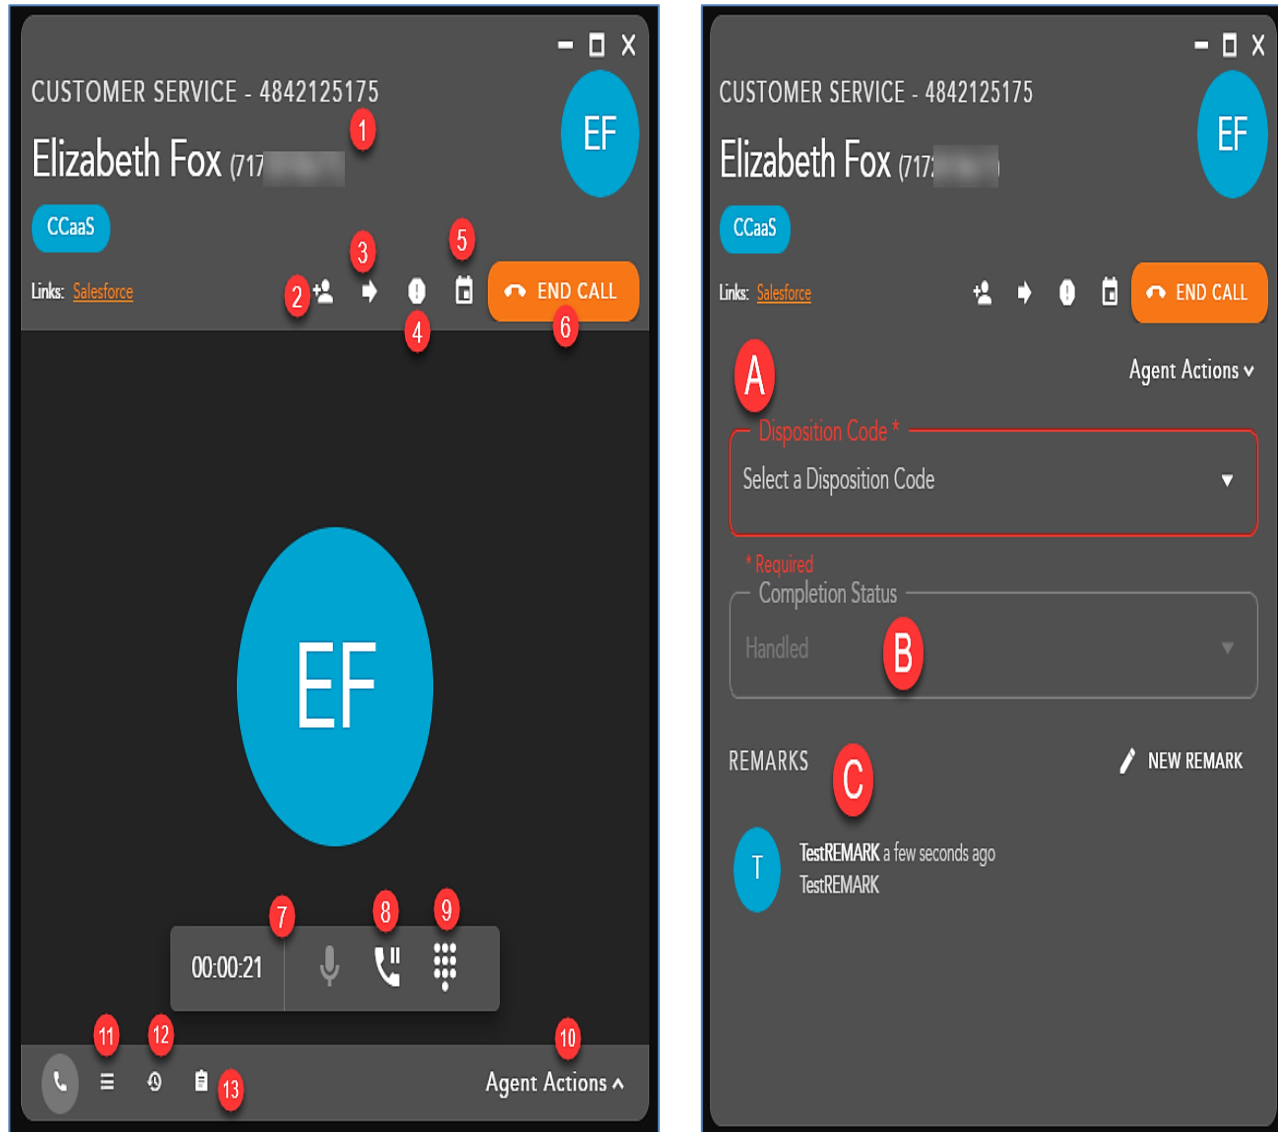 CUSTOMER SERVICE - 4842125175
1
EF
Elizabeth Fox (717
CCaaS
5
3
Links: Salesforce
2
END CALL
4
6
EF
7
8
9
00:00:21
11
12
10
13
Agent Actions
CUSTOMER SERVICE - 4842125175
EF
Elizabeth Fox (717
CCaaS
Links: Salesforce
END CALL
A
Agent Actions
Disposition Code *
Select a Disposition Code
* Required
Completion Status
Handled
B
REMARKS
C
NEW REMARK
T
TestREMARK a few seconds ago
TestREMARK